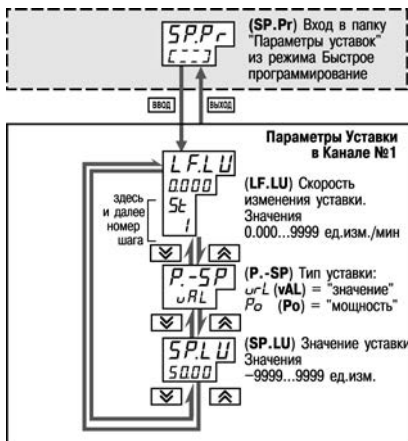 SP.Pr
[---]
(SP.Pr) Вход в папку
"Параметры уставок"
из режима Быстрое
программирование
ВВОД
ВЫХОД
Параметры Уставки
в Канале №1
LF.LU
0.000
St
1
здесь
и далее
номер
шага
(LF.LU) Скорость
изменения уставки.
Значения
0.000...9999 ед.изм./мин
P.-SP
vAL
(P.-SP) Тип уставки:
vrL (vAL) = "значение"
Po (Po) = "мощность"
SP.LU
50.00
(SP.LU) Значение уставки
Значения
−9999...9999 ед.изм.